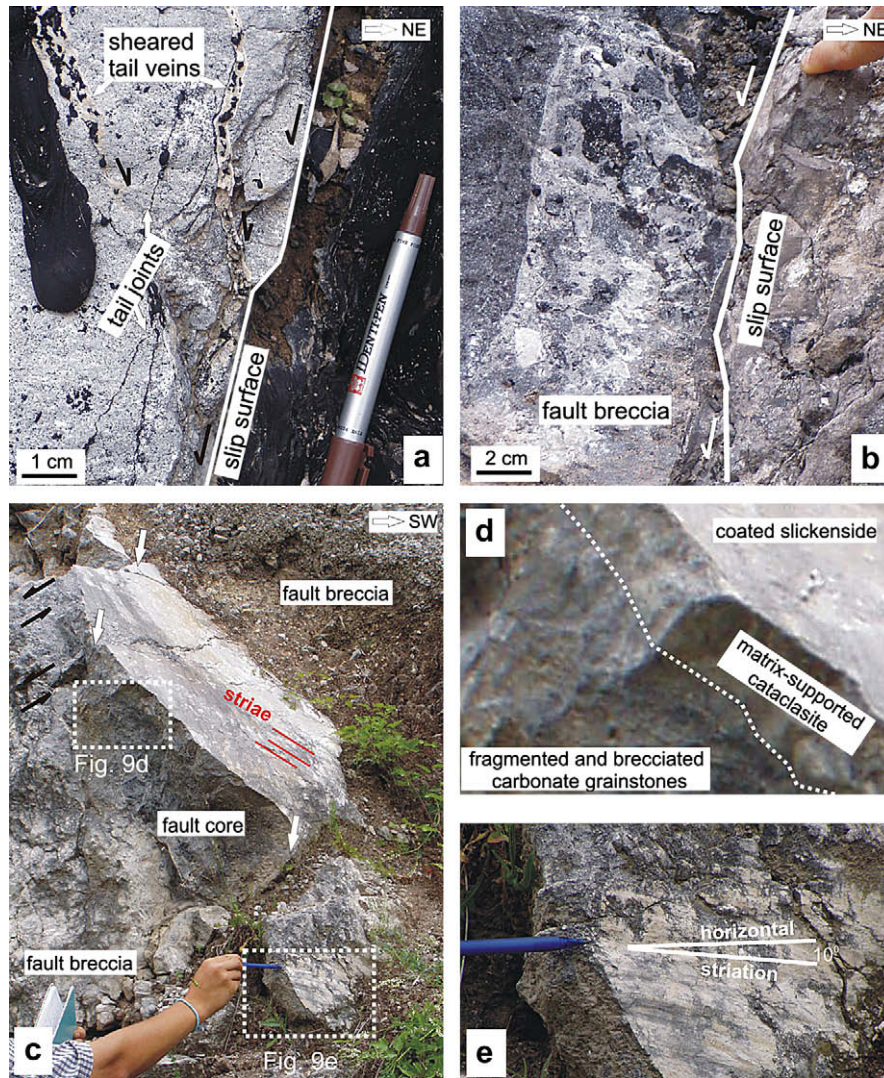 NE
sheared
tail veins
tail joints
slip surface
IDENTIPEN
1 cm
a
NE
slip surface
fault breccia
2 cm
b
SW
fault breccia
striae
Fig. 9d
fault core
fault breccia
c
Fig. 9e
d
coated slickenside
matrix-supported
cataclasite
fragmented and brecciated
carbonate grainstones
horizontal
10°
striation
e